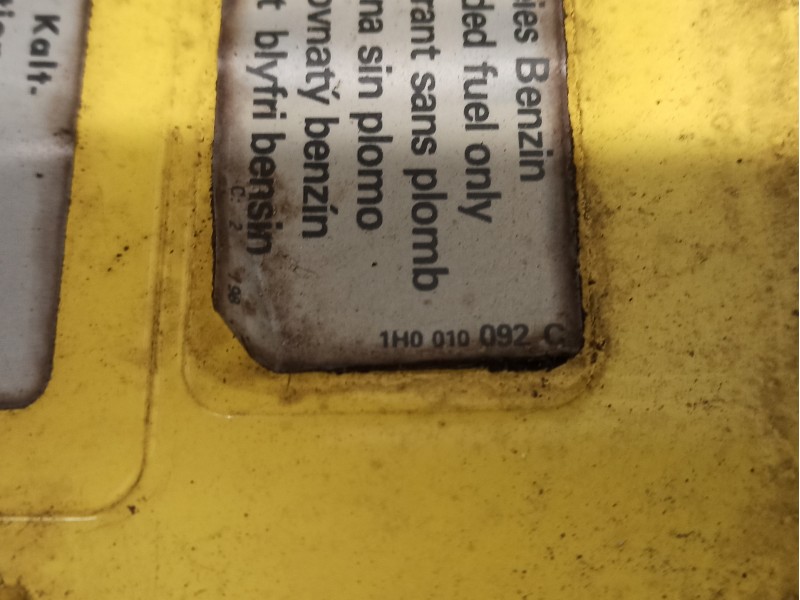 Kalt.
ies Benzin
ded fuel only
rant sans plomb
na sin plomo
ovnatý benzín
t blyfri bensin
1H0 010 092 C